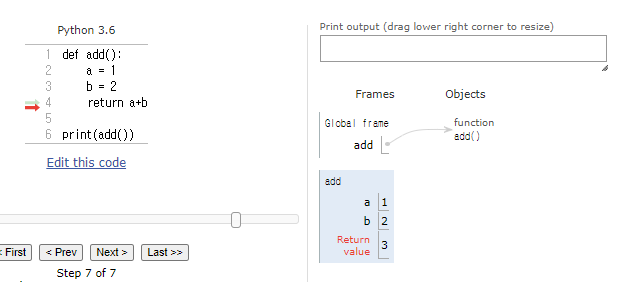 Python 3.6
1 def add():
2 a = 1
3 b = 2
4 return a+b
5
6 print(add())
Edit this code
First
< Prev
Next >
Last >>
Step 7 of 7
Print output (drag lower right corner to resize)
Frames
Objects
Global frame
add
function
add()
add
a 1
b 2
Return
value 3